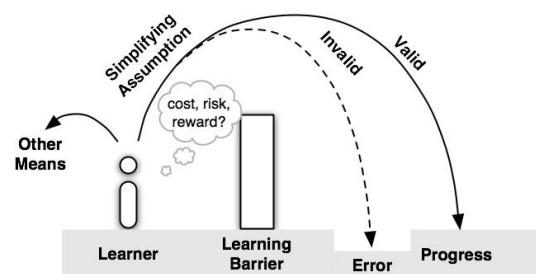 Simplifying
Assumption
Invalid
Valid
cost, risk,
reward?
Other
Means
Learner
Learning
Barrier
Error
Progress